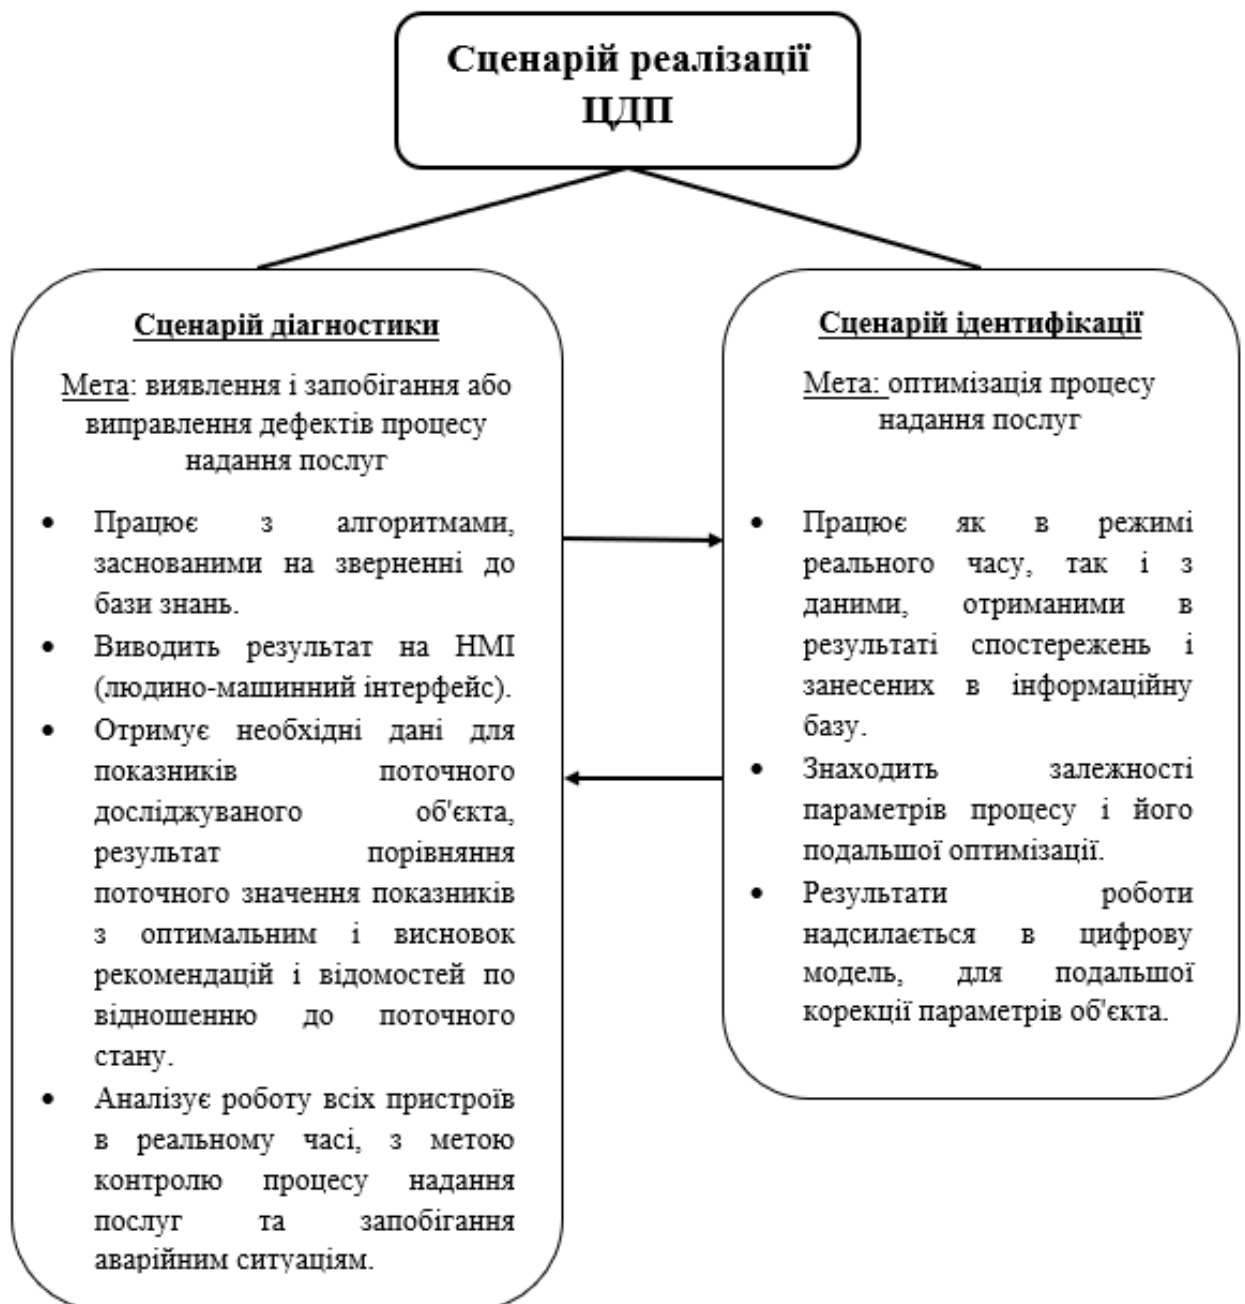 Сценарій реалізації
ЦДП
Сценарій діагностики
Мета: виявлення і запобігання або
виправлення дефектів процесу
надання послуг
• Працює з алгоритмами,
заснованими на зверненні до
бази знань.
• Виводить результат на HMI
(людино-машинний інтерфейс).
• Отримує необхідні дані для
показників поточного
досліджуваного об'єкта,
результат порівняння
поточного значення показників
з оптимальним і висновок
рекомендацій і відомостей по
відношенню до поточного
стану.
• Аналізує роботу всіх пристроїв
в реальному часі, з метою
контролю процесу надання
послуг та запобігання
аварійним ситуаціям.
Сценарій ідентифікації
Мета: оптимізація процесу
надання послуг
• Працює як в режимі
реального часу, так і з
даними, отриманими в
результаті спостережень і
занесених в інформаційну
базу.
• Знаходить залежності
параметрів процесу і його
подальшої оптимізації.
• Результати роботи
надсилається в цифрову
модель, для подальшої
корекції параметрів об'єкта.